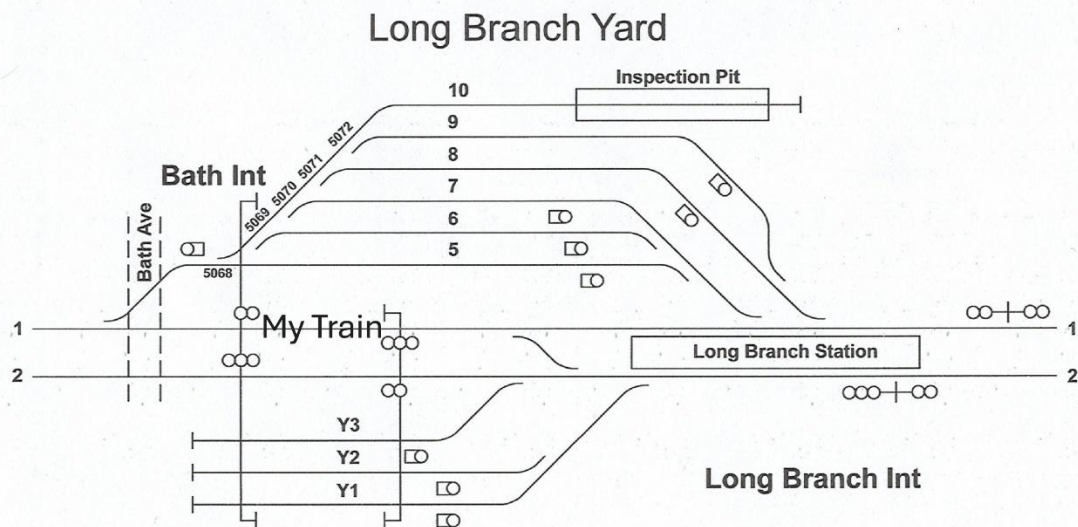 Long Branch Yard
Inspection Pit
10
9
8
7
6
5
5072
5071
5070
5069
5068
Bath Int
Bath Ave
My Train
1
1
2
2
Long Branch Station
Y3
Y2
Y1
Long Branch Int